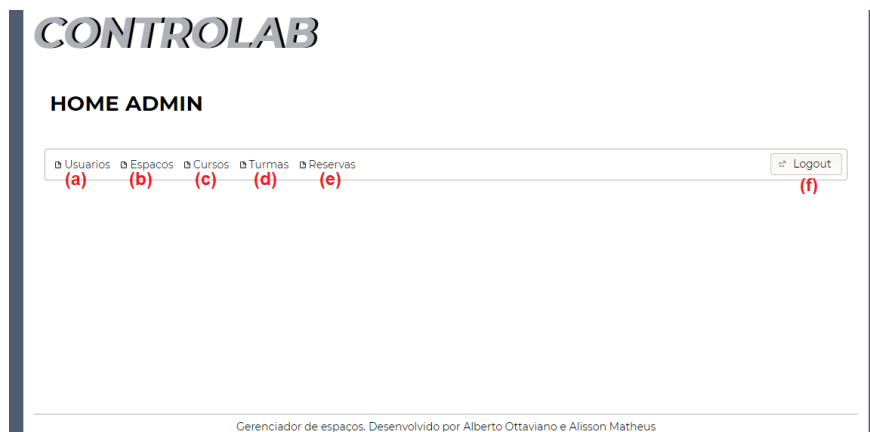 CONTROLAB
HOME ADMIN
Usuarios Espacos Cursos Turmas Reservas Logout
(a) (b) (c) (d) (e) (f)
Gerenciador de espaços. Desenvolvido por Alberto Ottaviano e Alisson Matheus